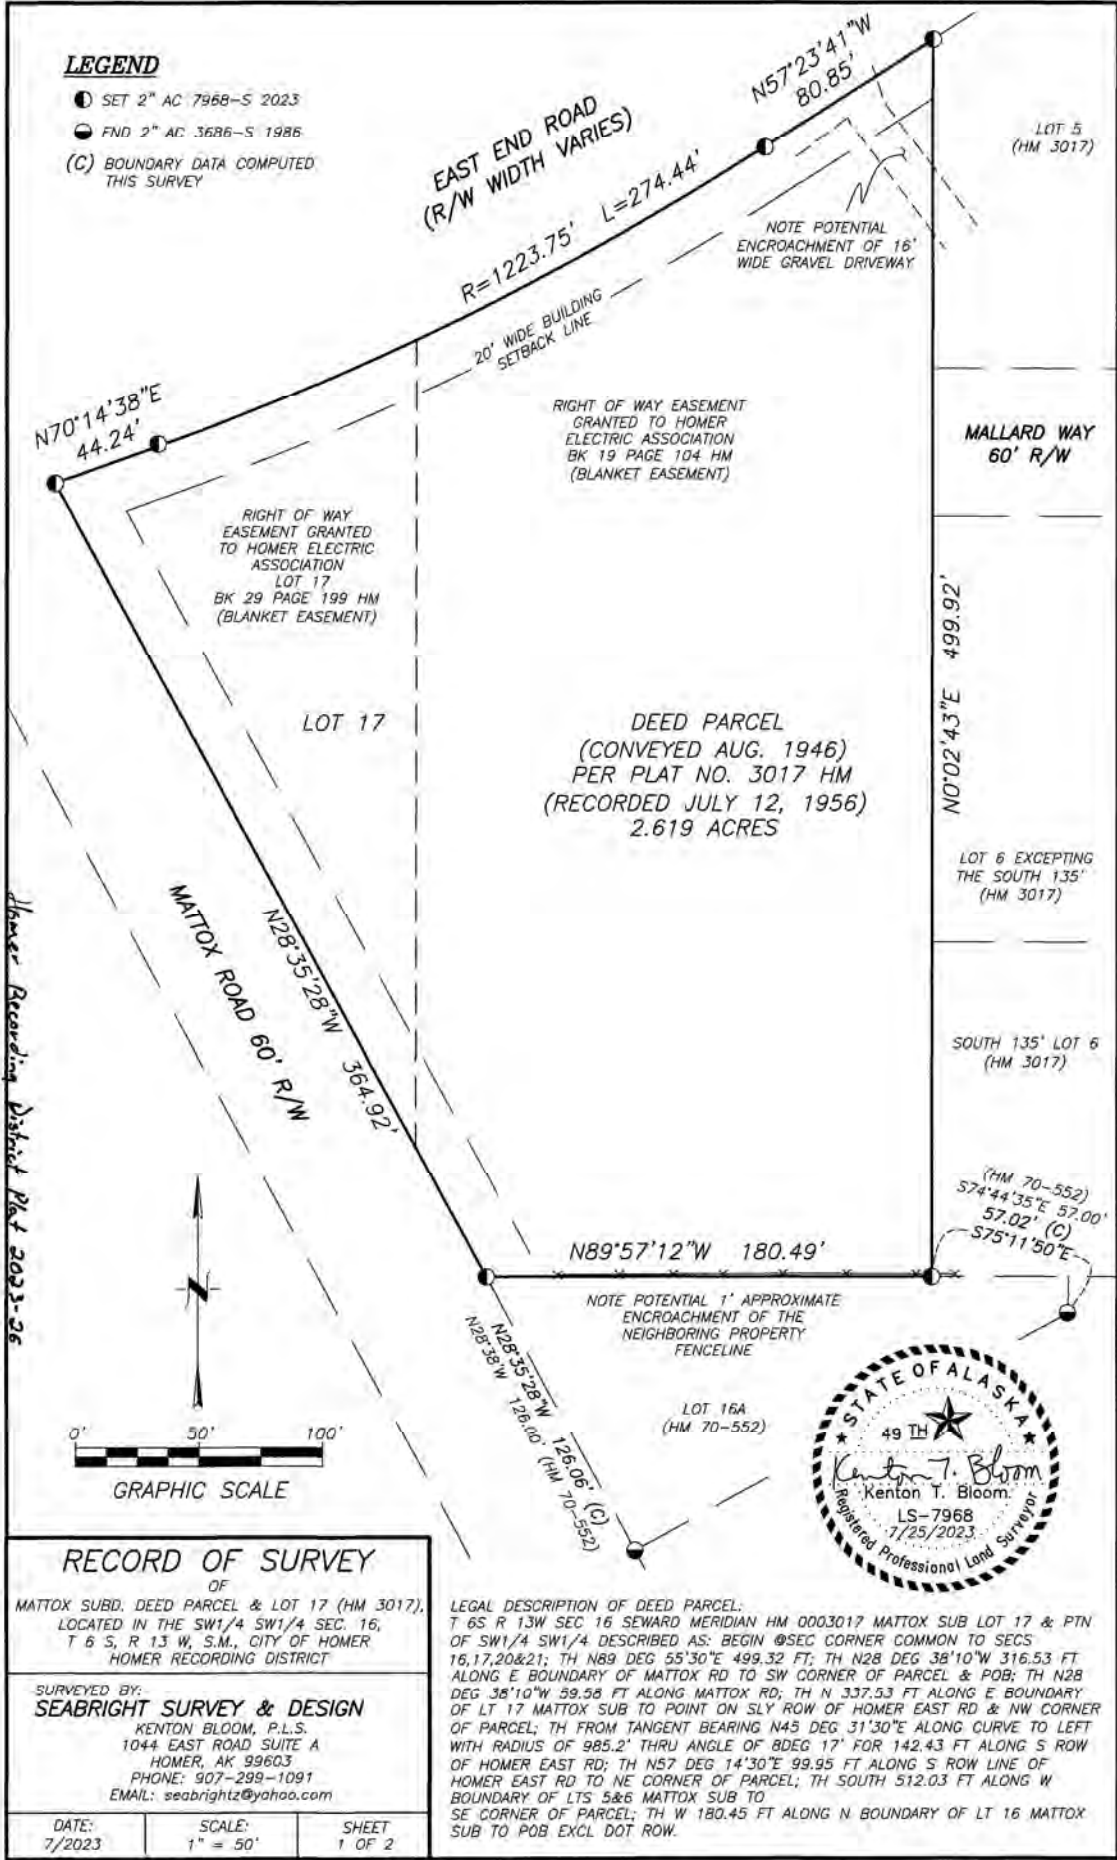 LEGEND
SET 2" AC 7968-S 2023
FND 2" AC 3686-S 1986
(C) BOUNDARY DATA COMPUTED
THIS SURVEY
EAST END ROAD
(R/W WIDTH VARIES)
N57°23'41"W
80.85'
R=1223.75' L=274.44'
LOT 5
(HM 3017)
NOTE POTENTIAL
ENCROACHMENT OF 16'
WIDE GRAVEL DRIVEWAY
20' WIDE BUILDING
SETBACK LINE
N70°14'38"E
44.24'
RIGHT OF WAY EASEMENT
GRANTED TO HOMER
ELECTRIC ASSOCIATION
BK 19 PAGE 104 HM
(BLANKET EASEMENT)
MALLARD WAY
60' R/W
RIGHT OF WAY
EASEMENT GRANTED
TO HOMER ELECTRIC
ASSOCIATION
LOT 17
BK 29 PAGE 199 HM
(BLANKET EASEMENT)
N0°02'43"E 499.92'
LOT 17
DEED PARCEL
(CONVEYED AUG. 1946)
PER PLAT NO. 3017 HM
(RECORDED JULY 12, 1956)
2.619 ACRES
LOT 6 EXCEPTING
THE SOUTH 135'
(HM 3017)
MATTOX ROAD 60' R/W
N28°35'28"W 364.92'
SOUTH 135' LOT 6
(HM 3017)
Homer Recording District Plat 2023-26
(HM 70-552)
S74°44'35"E 57.00'
57.02' (C)
S75°11'50"E
N89°57'12"W 180.49'
NOTE POTENTIAL 1' APPROXIMATE
ENCROACHMENT OF THE
NEIGHBORING PROPERTY
FENCELINE
N28°35'28"W 126.06' (C)
N28°38'W 126.00' (HM 70-552)
LOT 16A
(HM 70-552)
N
0' 50' 100'
GRAPHIC SCALE
STATE OF ALASKA
49 TH
Kenton T. Bloom
Kenton T. Bloom
LS-7968
7/25/2023
Registered Professional Land Surveyor
RECORD OF SURVEY
OF
MATTOX SUBD. DEED PARCEL & LOT 17 (HM 3017),
LOCATED IN THE SW1/4 SW1/4 SEC. 16,
T 6 S, R 13 W, S.M., CITY OF HOMER
HOMER RECORDING DISTRICT
SURVEYED BY:
SEABRIGHT SURVEY & DESIGN
KENTON BLOOM, P.L.S.
1044 EAST ROAD SUITE A
HOMER, AK 99603
PHONE: 907-299-1091
EMAIL: seabrightz@yahoo.com
DATE:
7/2023
SCALE:
1" = 50'
SHEET
1 OF 2
LEGAL DESCRIPTION OF DEED PARCEL:
T 6S R 13W SEC 16 SEWARD MERIDIAN HM 0003017 MATTOX SUB LOT 17 & PTN
OF SW1/4 SW1/4 DESCRIBED AS: BEGIN @SEC CORNER COMMON TO SECS
16,17,20&21; TH N89 DEG 55'30"E 499.32 FT; TH N28 DEG 38'10"W 316.53 FT
ALONG E BOUNDARY OF MATTOX RD TO SW CORNER OF PARCEL & POB; TH N28
DEG 38'10"W 59.58 FT ALONG MATTOX RD; TH N 337.53 FT ALONG E BOUNDARY
OF LT 17 MATTOX SUB TO POINT ON SLY ROW OF HOMER EAST RD & NW CORNER
OF PARCEL; TH FROM TANGENT BEARING N45 DEG 31'30"E ALONG CURVE TO LEFT
WITH RADIUS OF 985.2' THRU ANGLE OF 8DEG 17' FOR 142.43 FT ALONG S ROW
OF HOMER EAST RD; TH N57 DEG 14'30"E 99.95 FT ALONG S ROW LINE OF
HOMER EAST RD TO NE CORNER OF PARCEL; TH SOUTH 512.03 FT ALONG W
BOUNDARY OF LTS 5&6 MATTOX SUB TO
SE CORNER OF PARCEL; TH W 180.45 FT ALONG N BOUNDARY OF LT 16 MATTOX
SUB TO POB EXCL DOT ROW.